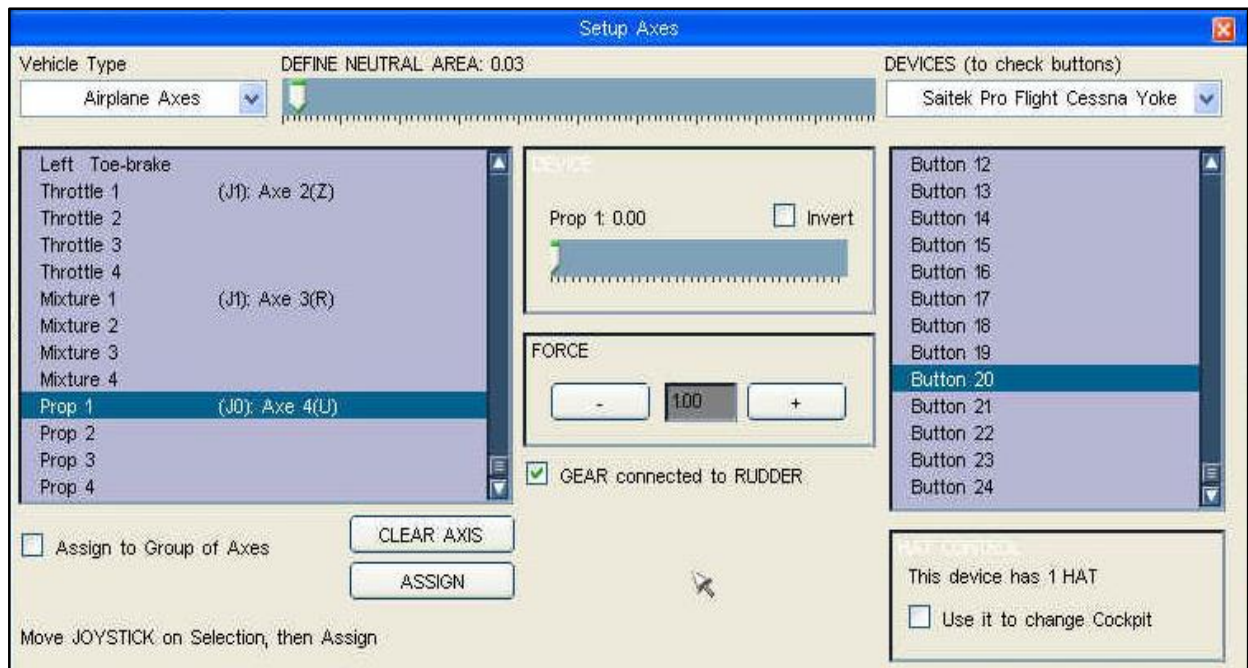 Setup Axes
Vehicle Type
DEFINE NEUTRAL AREA: 0.03
DEVICES (to check buttons)
Airplane Axes
Saitek Pro Flight Cessna Yoke
Left Toe-brake
Throttle 1 (J1): Axe 2(Z)
Throttle 2
Throttle 3
Throttle 4
Mixture 1 (J1): Axe 3(R)
Mixture 2
Mixture 3
Mixture 4
Prop 1 (J0): Axe 4(U)
Prop 2
Prop 3
Prop 4
Assign to Group of Axes
CLEAR AXIS
ASSIGN
Move JOYSTICK on Selection, then Assign
DEVICE
Prop 1: 0.00
Invert
FORCE
-
1.00
+
GEAR connected to RUDDER
Button 12
Button 13
Button 14
Button 15
Button 16
Button 17
Button 18
Button 19
Button 20
Button 21
Button 22
Button 23
Button 24
HAT CONTROL
This device has 1 HAT
Use it to change Cockpit